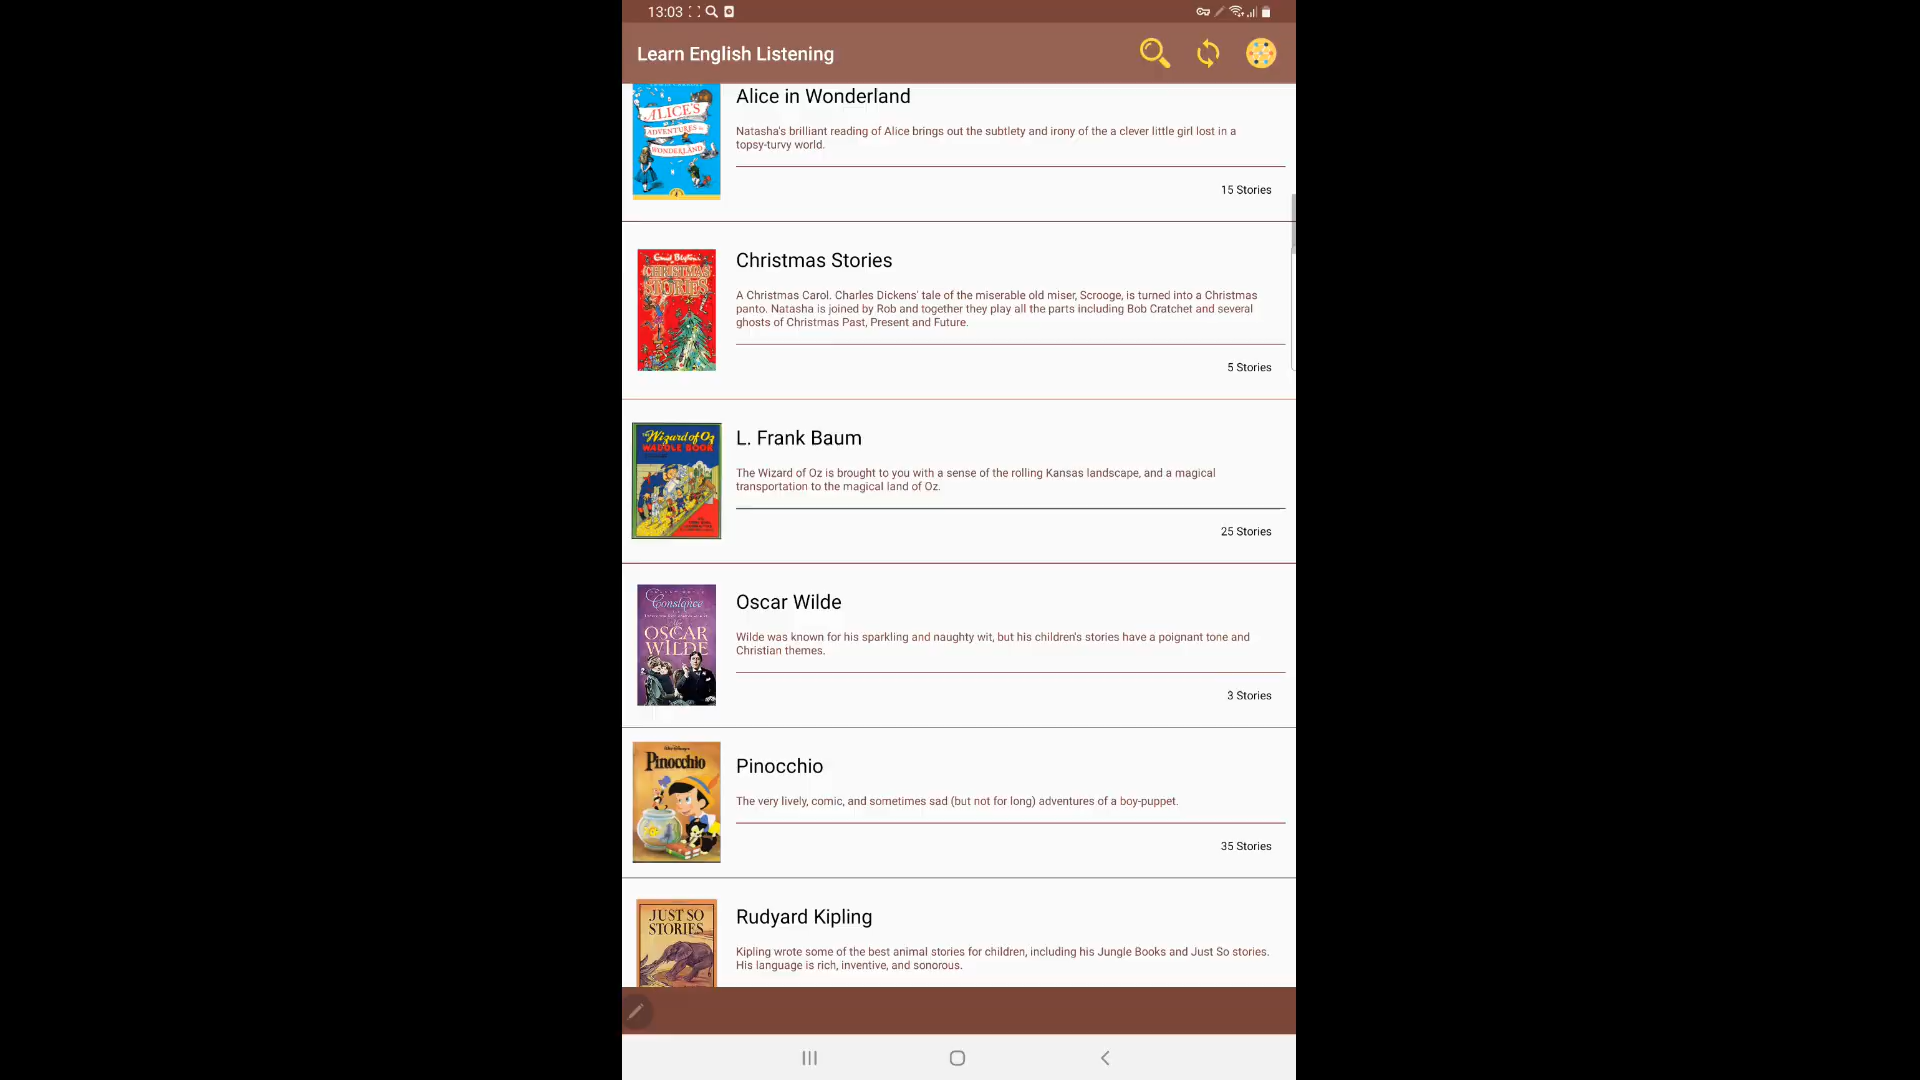 13:03
Learn English Listening
ALICE'S
ADVENTURES IN
WONDERLAND
Alice in Wonderland
Natasha's brilliant reading of Alice brings out the subtlety and irony of the a clever little girl lost in a
topsy-turvy world.
15 Stories
Enid Blyton
CHRISTMAS
STORIES
Christmas Stories
A Christmas Carol. Charles Dickens' tale of the miserable old miser, Scrooge, is turned into a Christmas
panto. Natasha is joined by Rob and together they play all the parts including Bob Cratchet and several
ghosts of Christmas Past, Present and Future.
5 Stories
The Wizard of Oz
WADDLE BOOK
L. Frank Baum
The Wizard of Oz is brought to you with a sense of the rolling Kansas landscape, and a magical
transportation to the magical land of Oz.
25 Stories
Constance
OSCAR
WILDE
Oscar Wilde
Wilde was known for his sparkling and naughty wit, but his children's stories have a poignant tone and
Christian themes.
3 Stories
Walt Disney's
Pinocchio
Pinocchio
The very lively, comic, and sometimes sad (but not for long) adventures of a boy-puppet.
35 Stories
JUST SO
STORIES
Rudyard Kipling
Kipling wrote some of the best animal stories for children, including his Jungle Books and Just So stories.
His language is rich, inventive, and sonorous.